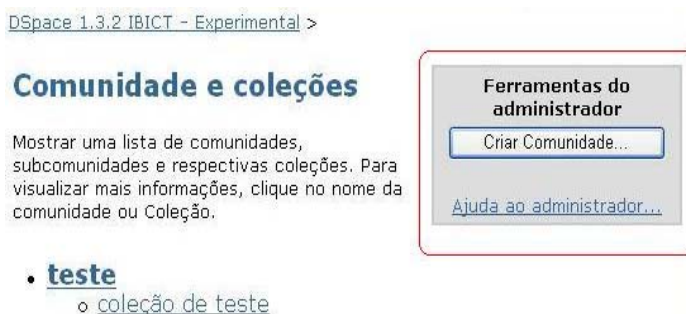 DSpace 1.3.2 IBICT - Experimental >
Comunidade e coleções
Mostrar uma lista de comunidades,
subcomunidades e respectivas coleções. Para
visualizar mais informações, clique no nome da
comunidade ou Coleção.
Ferramentas do
administrador
Criar Comunidade...
Ajuda ao administrador...
• teste
o coleção de teste